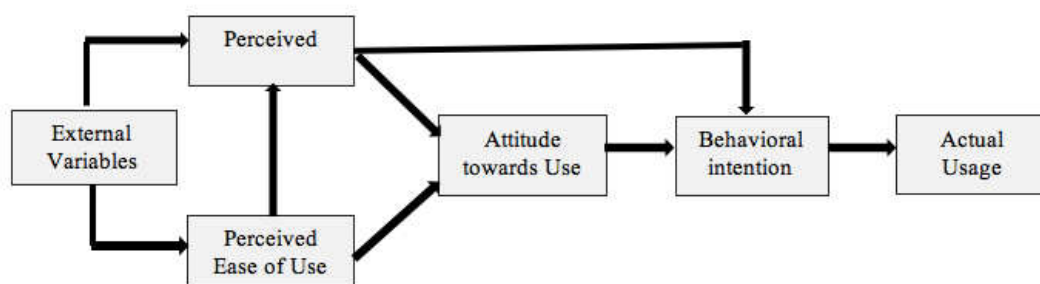 Perceived
External
Variables
Perceived
Ease of Use
Attitude
towards Use
Behavioral
intention
Actual
Usage